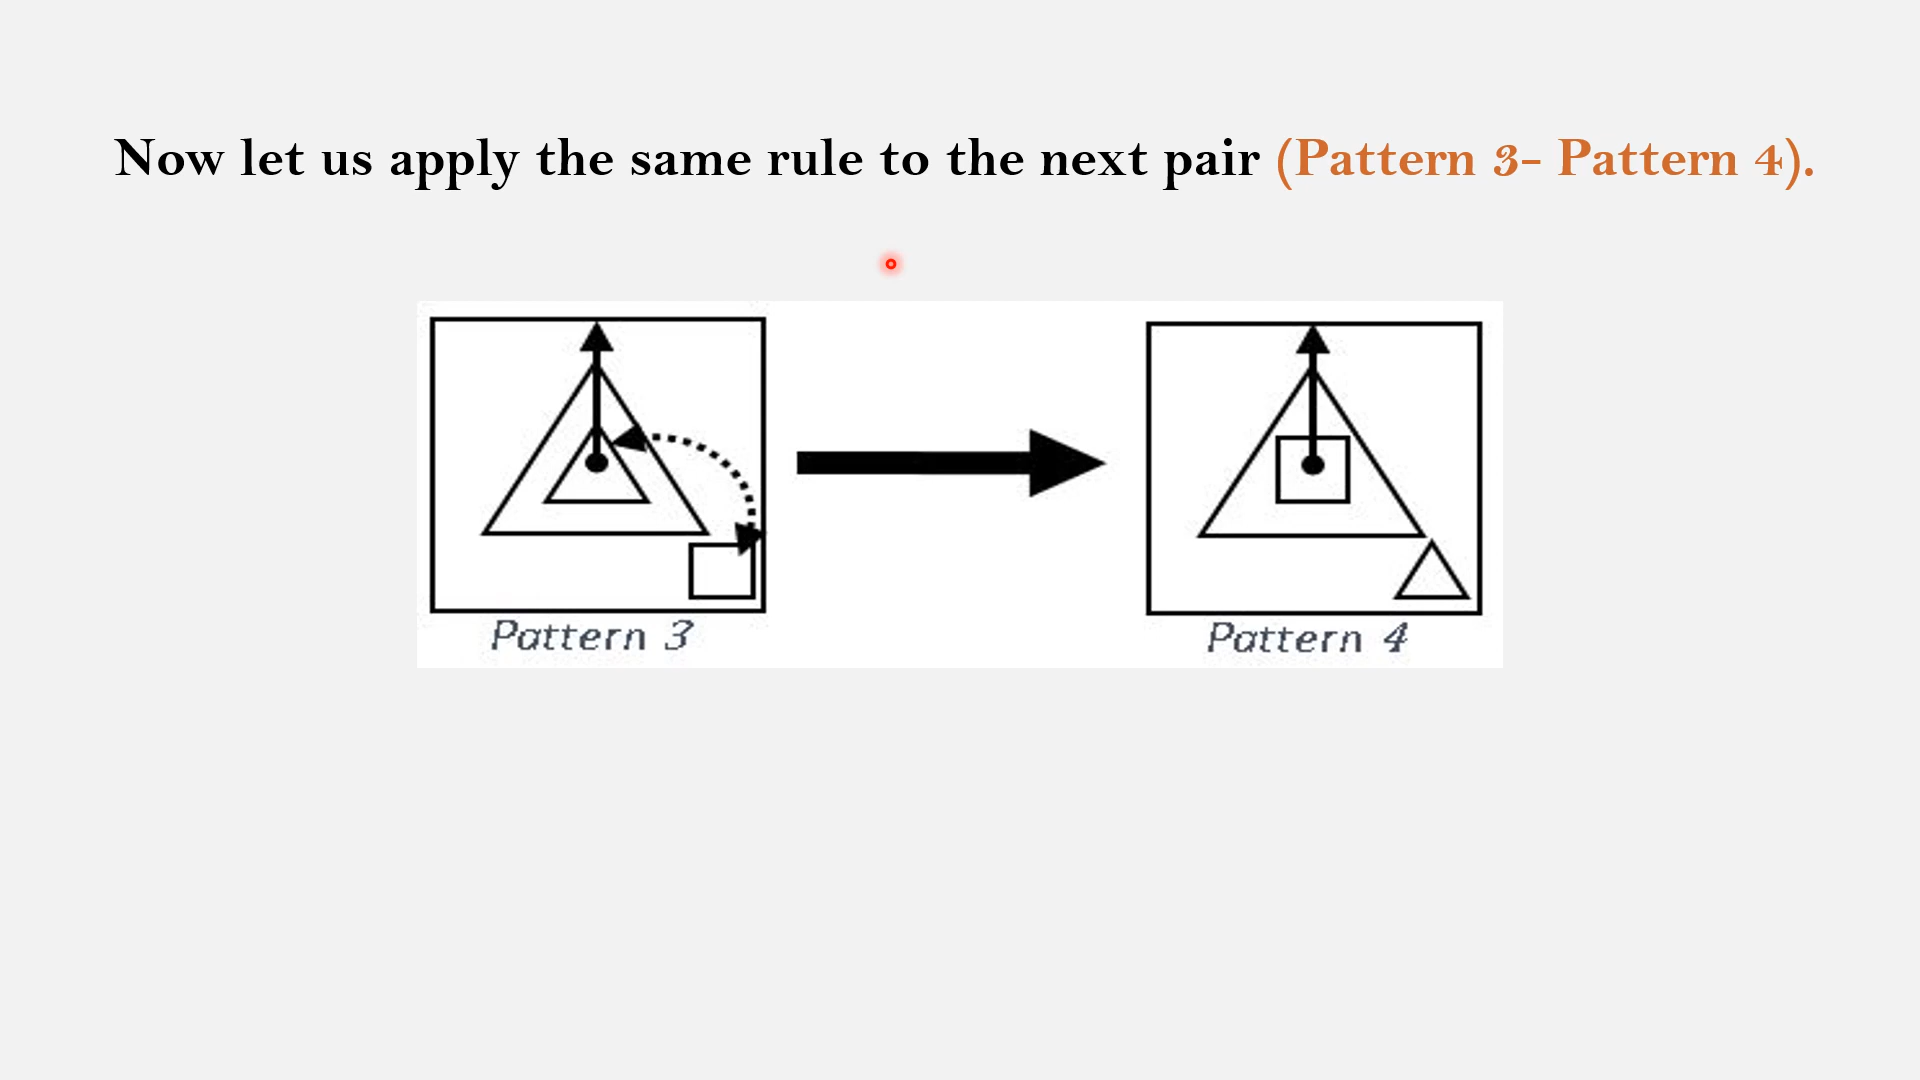 Now let us apply the same rule to the next pair (Pattern 3- Pattern 4).
Pattern 3
Pattern 4